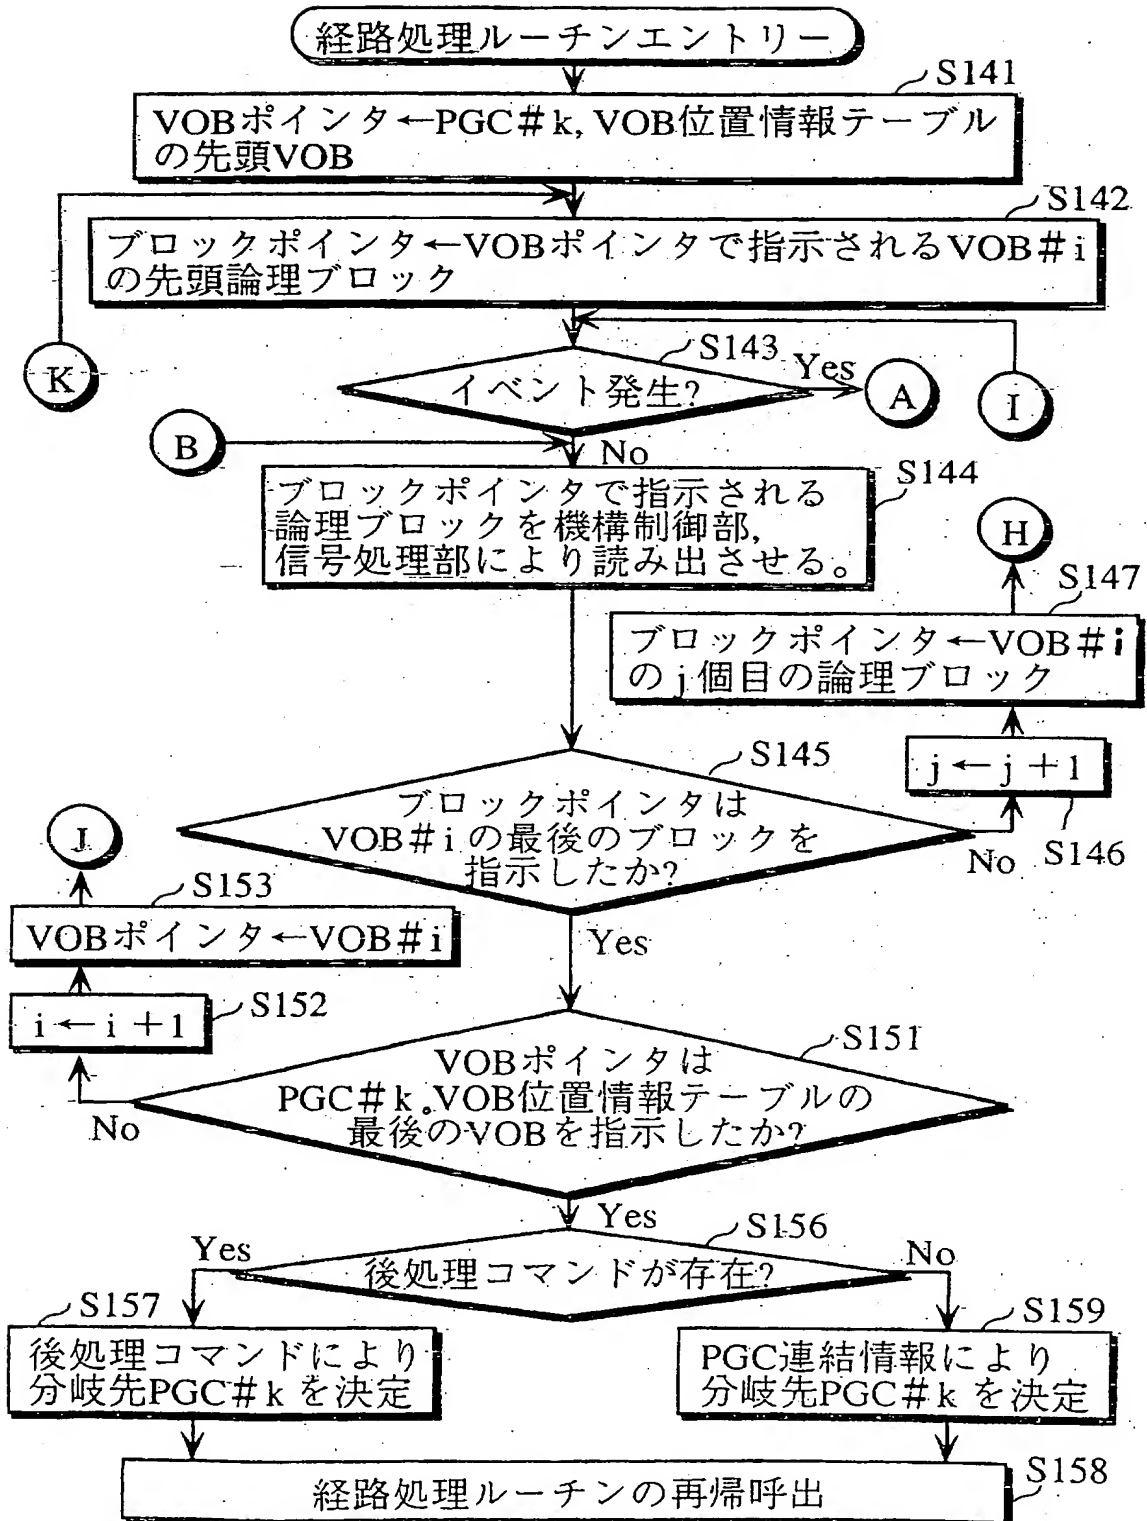 経路処理ルーチンエントリー
S141
VOBポインタ←PGC#k, VOB位置情報テーブル
の先頭VOB
S142
ブロックポインタ←VOBポインタで指示されるVOB#i
の先頭論理ブロック
K
S143
イベント発生?
Yes
A
I
B
No
S144
ブロックポインタで指示される
論理ブロックを機構制御部,
信号処理部により読み出させる。
H
S147
ブロックポインタ←VOB#i
のj個目の論理ブロック
S145
j←j+1
S146
ブロックポインタは
VOB#iの最後のブロックを
指示したか?
No
J
S153
VOBポインタ←VOB#i
Yes
i←i+1
S152
S151
VOBポインタは
PGC#k。VOB位置情報テーブルの
最後のVOBを指示したか?
No
Yes
S156
後処理コマンドが存在?
Yes
No
S157
後処理コマンドにより
分岐先PGC#kを決定
S159
PGC連結情報により
分岐先PGC#kを決定
S158
経路処理ルーチンの再帰呼出